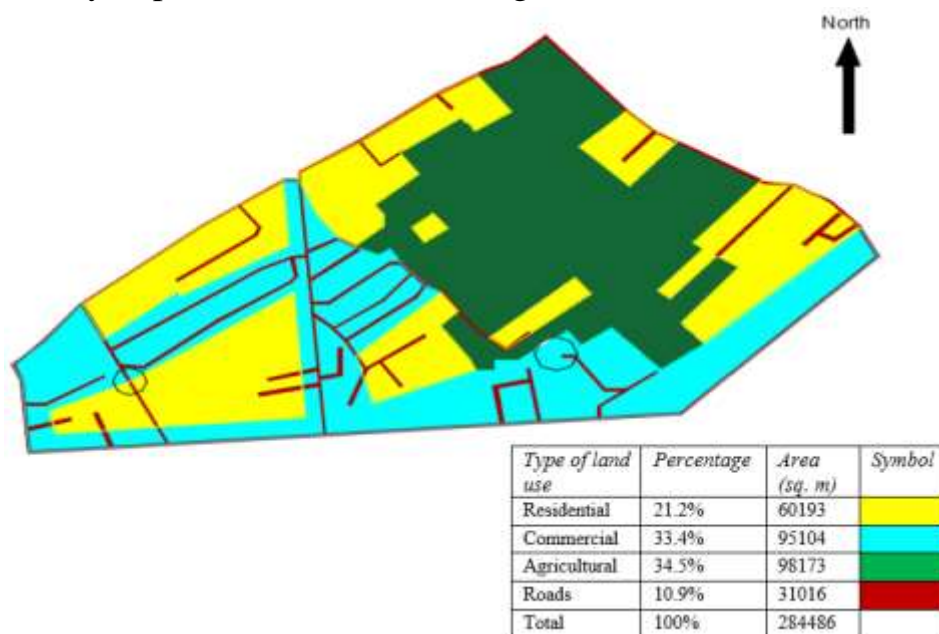 North
Type of land use Percentage Area (sq. m) Symbol
Residential 21.2% 60193
Commercial 33.4% 95104
Agricultural 34.5% 98173
Roads 10.9% 31016
Total 100% 284486